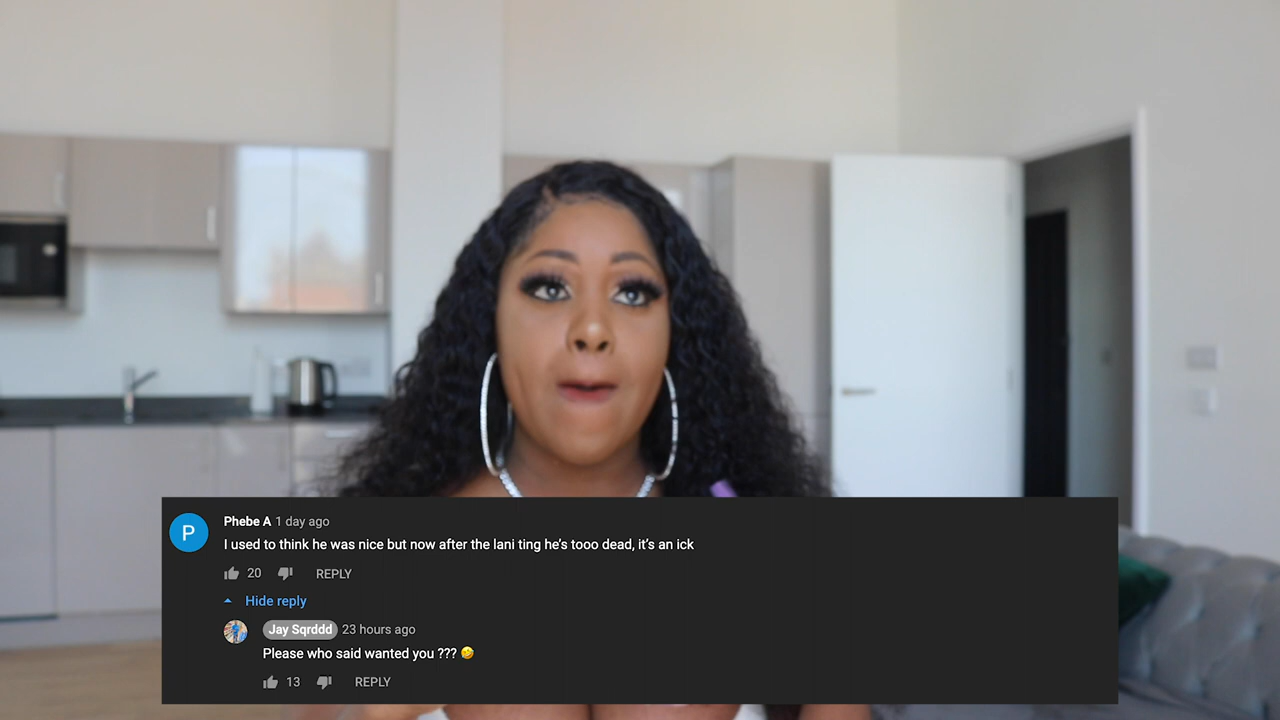 P
Phebe A 1 day ago
I used to think he was nice but now after the lani ting he's tooo dead, it's an ick
20 REPLY
Hide reply
Jay Sqrddd 23 hours ago
Please who said wanted you ??? 🤣
13 REPLY